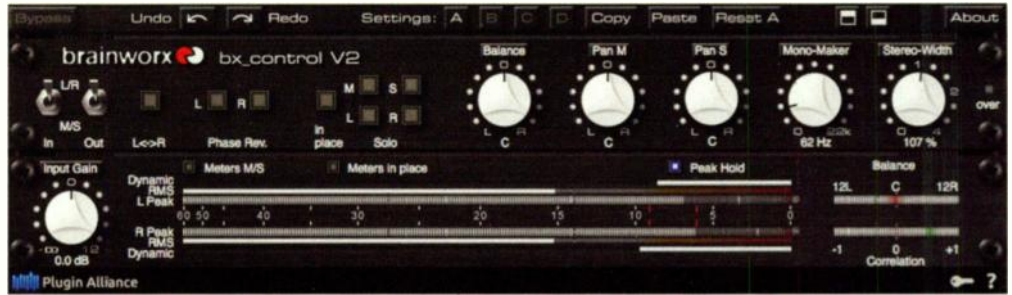 Bypass Undo Redo Settings: A B C D Copy Paste Reset A About
brainworx bx_control V2
Balance Pan M Pan S Mono-Maker Stereo-Width
0 0 0 1
L/R M S 2
L R L R over
M/S
In Out L<->R Phase Rev. in place Solo
L R L R L R 0 22k 0 4
C C C 62 Hz 107 %
Input Gain Meters M/S Meters in place Peak Hold Balance
0 Dynamic
RMS 12L C 12R
L Peak
60 50 40 30 20 10 5 0
R Peak
RMS
-∞ 12 Dynamic -1 0 +1
0.0 dB Correlation
Plugin Alliance ?